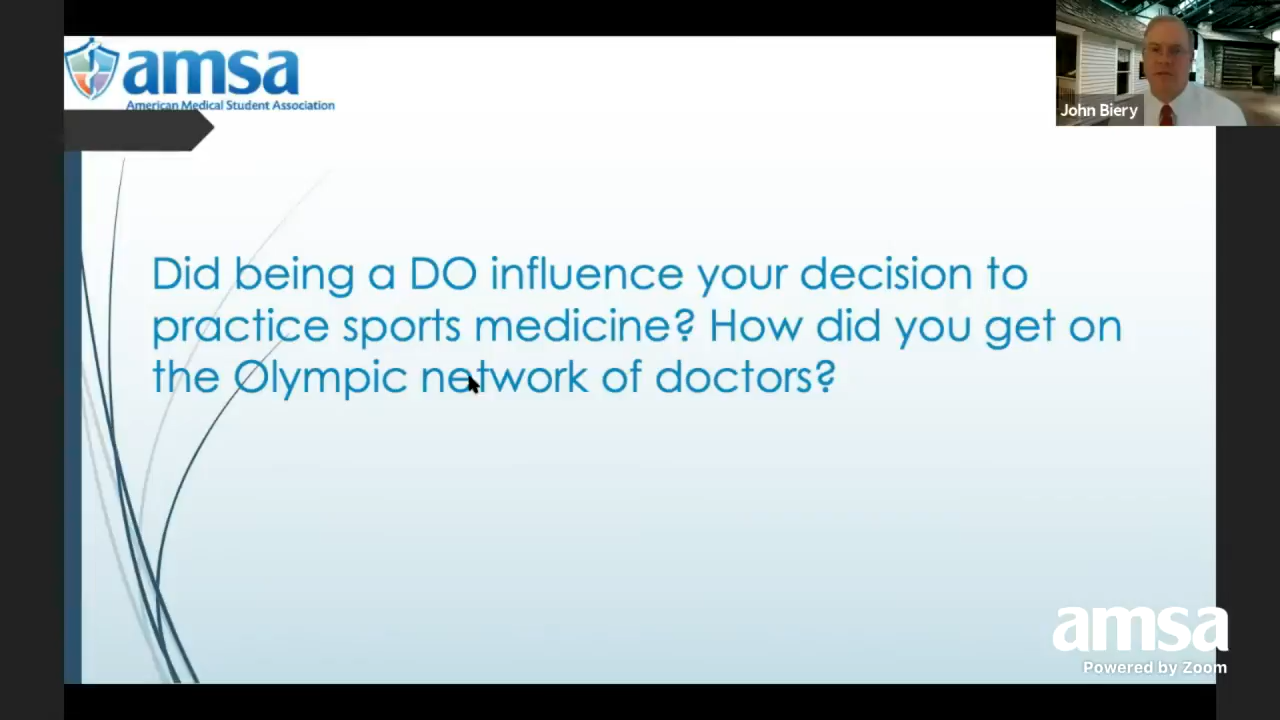 amsa
American Medical Student Association
John Biery
Did being a DO influence your decision to
practice sports medicine? How did you get on
the Olympic network of doctors?
amsa
Powered by Zoom